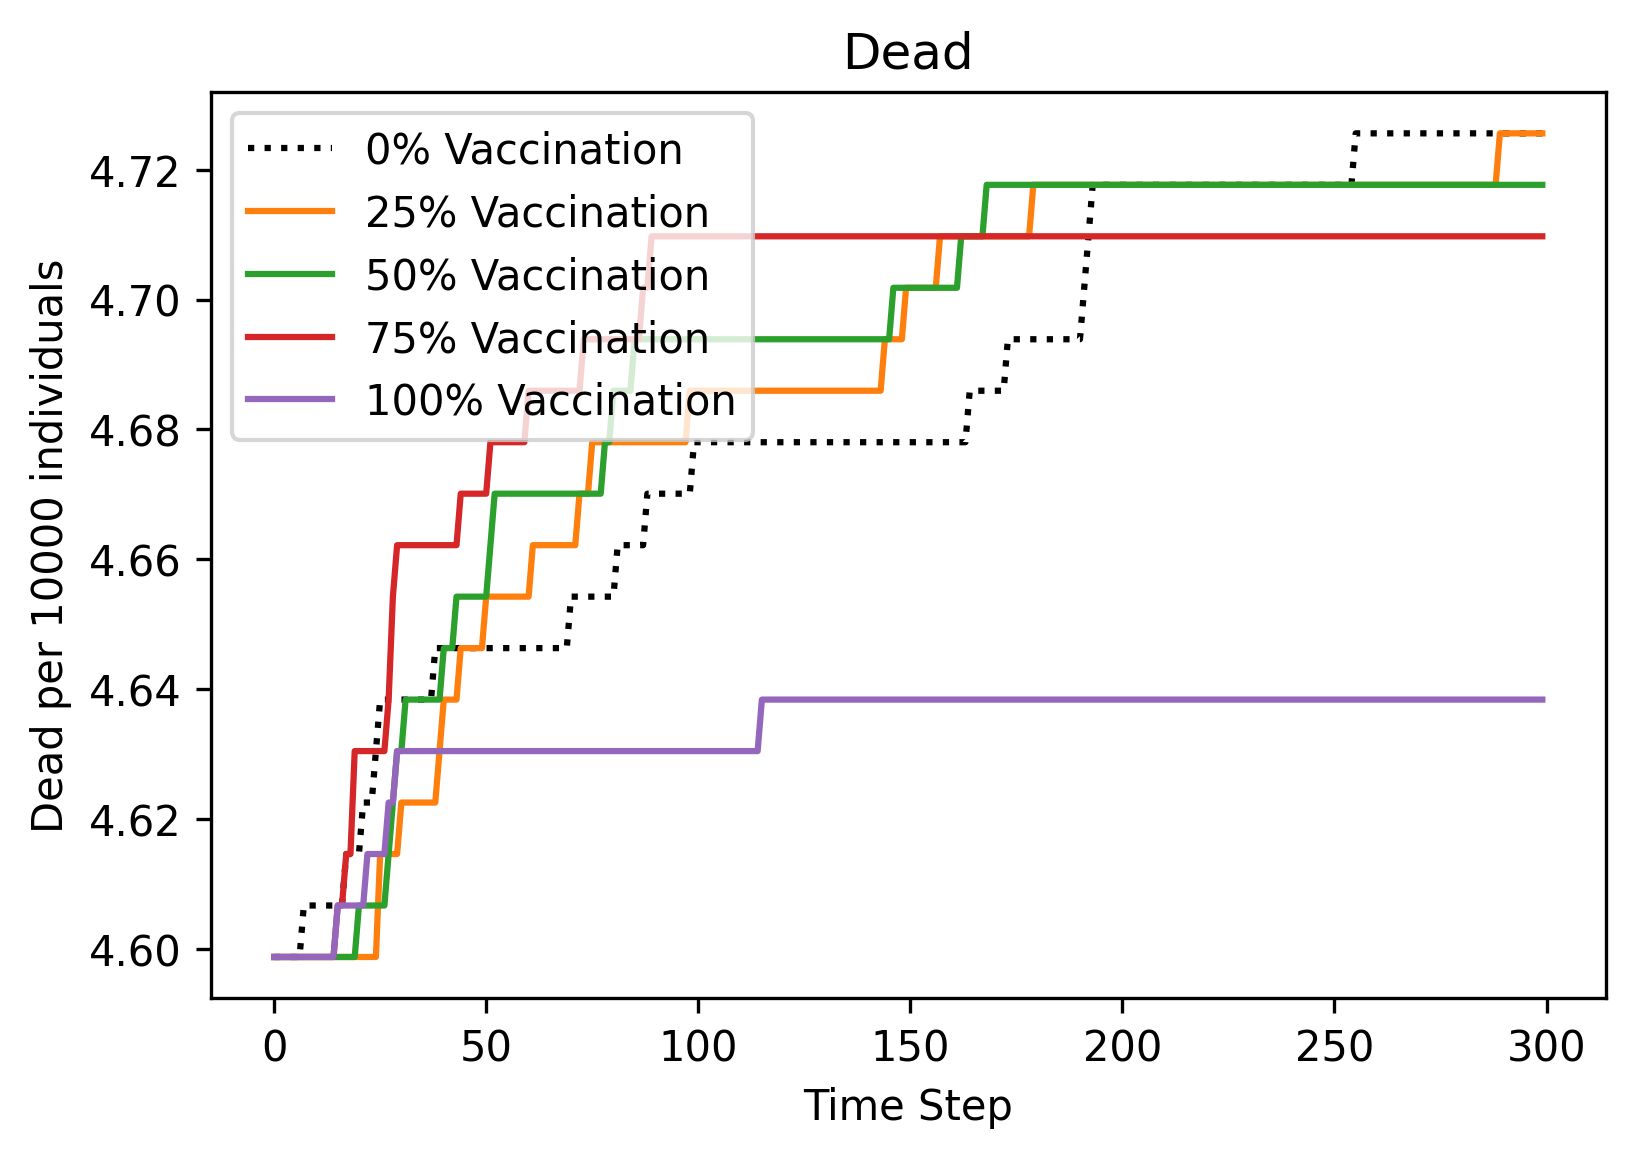 Dead
0% Vaccination
25% Vaccination
50% Vaccination
75% Vaccination
100% Vaccination
Dead per 10000 individuals
4.72
4.70
4.68
4.66
4.64
4.62
4.60
0 50 100 150 200 250 300
Time Step